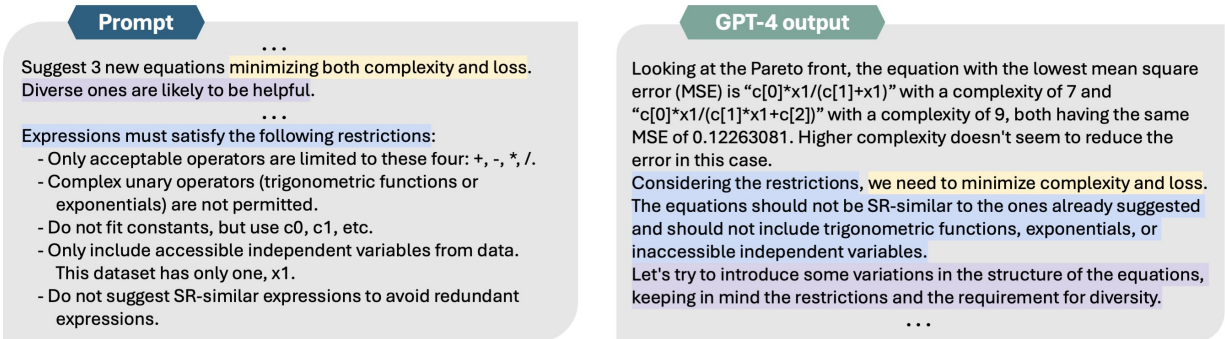 Prompt
...
Suggest 3 new equations minimizing both complexity and loss.
Diverse ones are likely to be helpful.
...
Expressions must satisfy the following restrictions:
- Only acceptable operators are limited to these four: +, -, *, /.
- Complex unary operators (trigonometric functions or
exponentials) are not permitted.
- Do not fit constants, but use c0, c1, etc.
- Only include accessible independent variables from data.
This dataset has only one, x1.
- Do not suggest SR-similar expressions to avoid redundant
expressions.
GPT-4 output
Looking at the Pareto front, the equation with the lowest mean square
error (MSE) is “c[0]*x1/(c[1]+x1)” with a complexity of 7 and
“c[0]*x1/(c[1]*x1+c[2])” with a complexity of 9, both having the same
MSE of 0.12263081. Higher complexity doesn't seem to reduce the
error in this case.
Considering the restrictions, we need to minimize complexity and loss.
The equations should not be SR-similar to the ones already suggested
and should not include trigonometric functions, exponentials, or
inaccessible independent variables.
Let's try to introduce some variations in the structure of the equations,
keeping in mind the restrictions and the requirement for diversity.
...